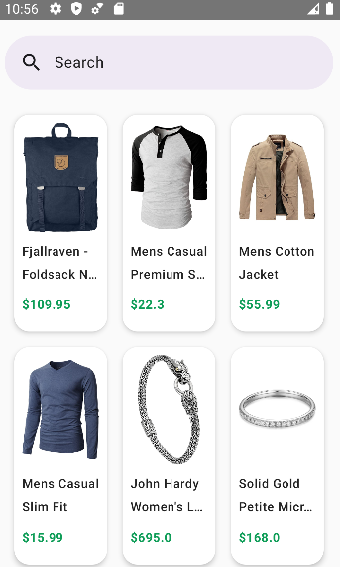 10:56
Search
Fjallraven -
Foldsack N...
$109.95
Mens Casual
Premium S...
$22.3
Mens Cotton
Jacket
$55.99
Mens Casual
Slim Fit
$15.99
John Hardy
Women's L...
$695.0
Solid Gold
Petite Micr...
$168.0